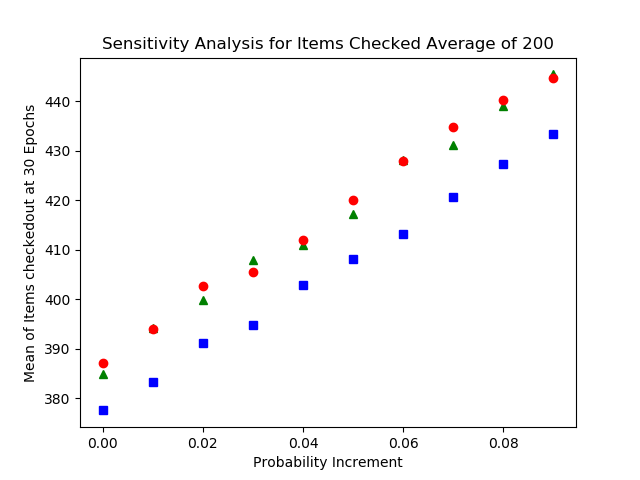 Sensitivity Analysis for Items Checked Average of 200
Mean of Items checkedout at 30 Epochs
440
430
420
410
400
390
380
0.00 0.02 0.04 0.06 0.08
Probability Increment